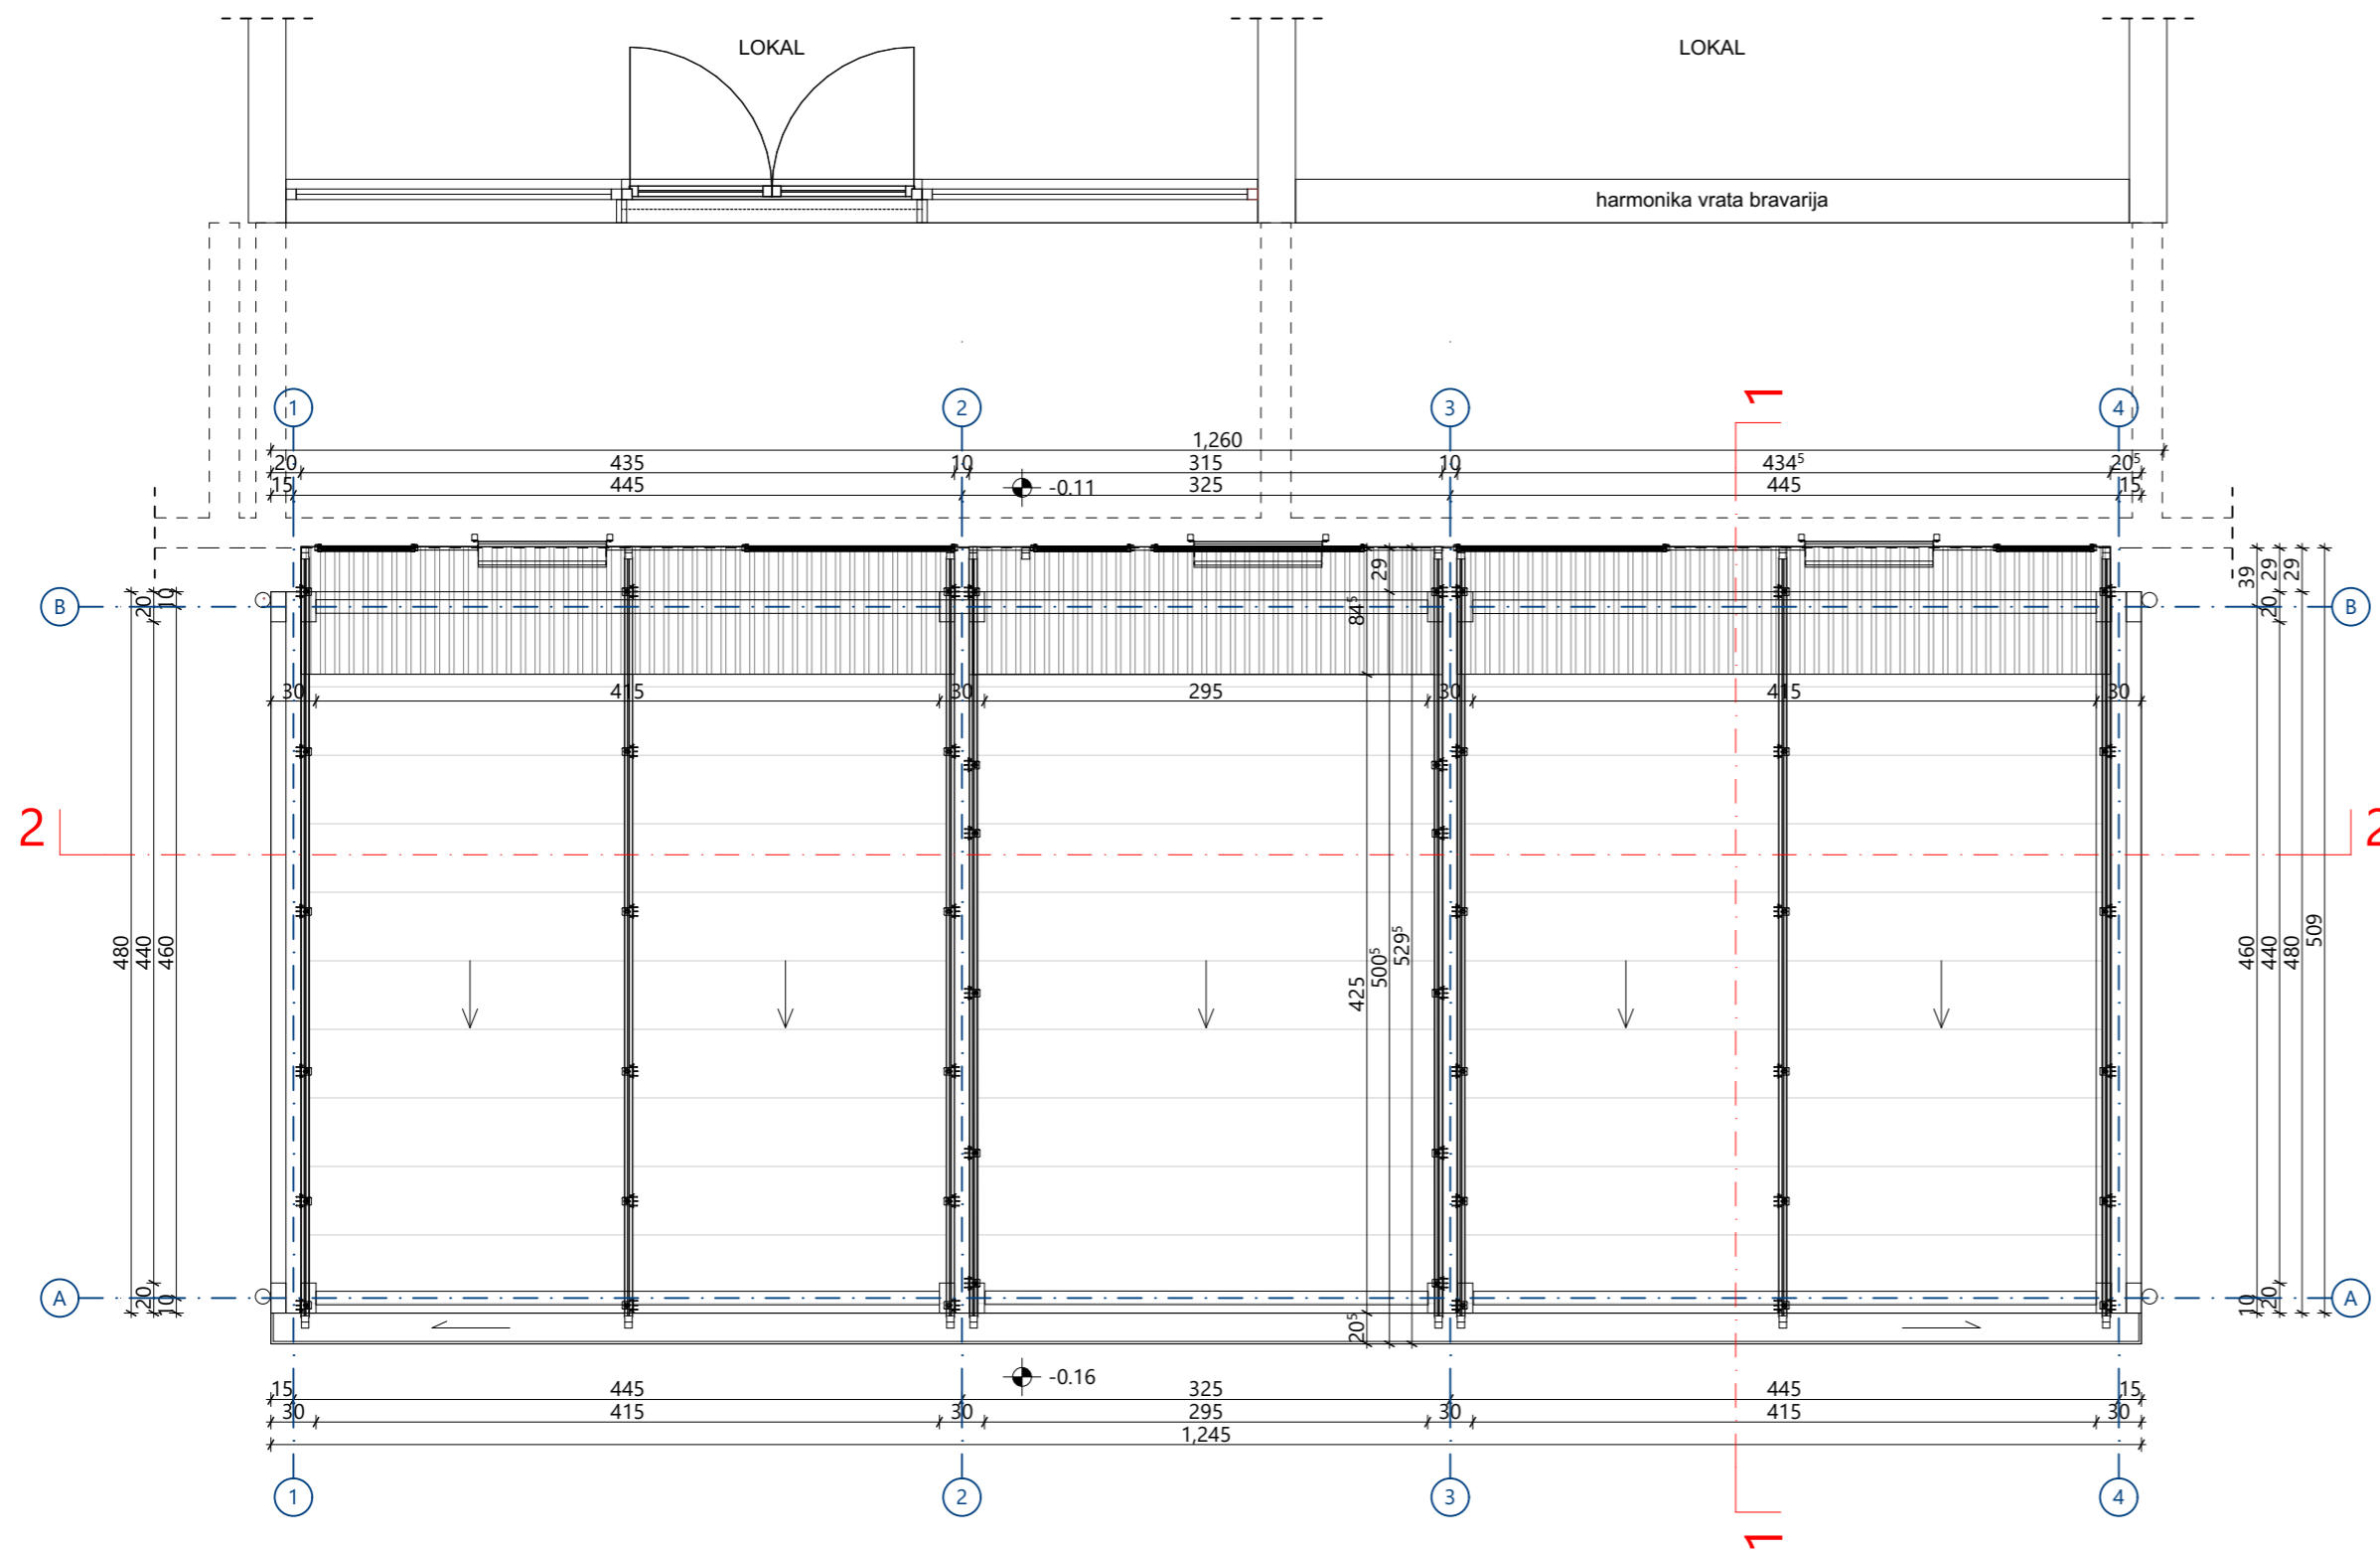 LOKAL LOKAL
harmonika vrata bravarija
1 2 3 4
1
1,260
20 435 10 315 10 434⁵ 20⁵
15 445 -0.11 325 445 15
29 39 29 29
B 20 10 84⁵ 20 B
30 415 30 295 30 415 30
2 2
480 440 460 425 500⁵ 529⁵ 460 440 480 509
A 20 10 20⁵ 10 20 A
-0.16
15 445 325 445 15
30 415 30 295 30 415 30
1,245
1 2 3 4
1